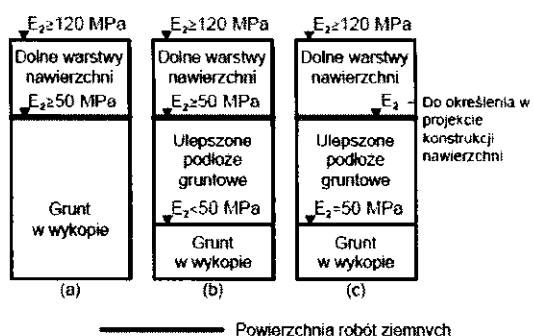 E₂≥120 MPa
Dolne warstwy
nawierzchni
E₂≥50 MPa
Grunt
w wykopie
(a)
E₂≥120 MPa
Dolne warstwy
nawierzchni
E₂≥50 MPa
Ulepszone
podłoże
gruntowe
E₂<50 MPa
Grunt
w wykopie
(b)
E₂≥120 MPa
Dolne warstwy
nawierzchni
E₂
Do określenia w
projekcie
konstrukcji
nawierzchni
Ulepszone
podłoże
gruntowe
E₂=50 MPa
Grunt
w wykopie
(c)
Powierzchnia robót ziemnych